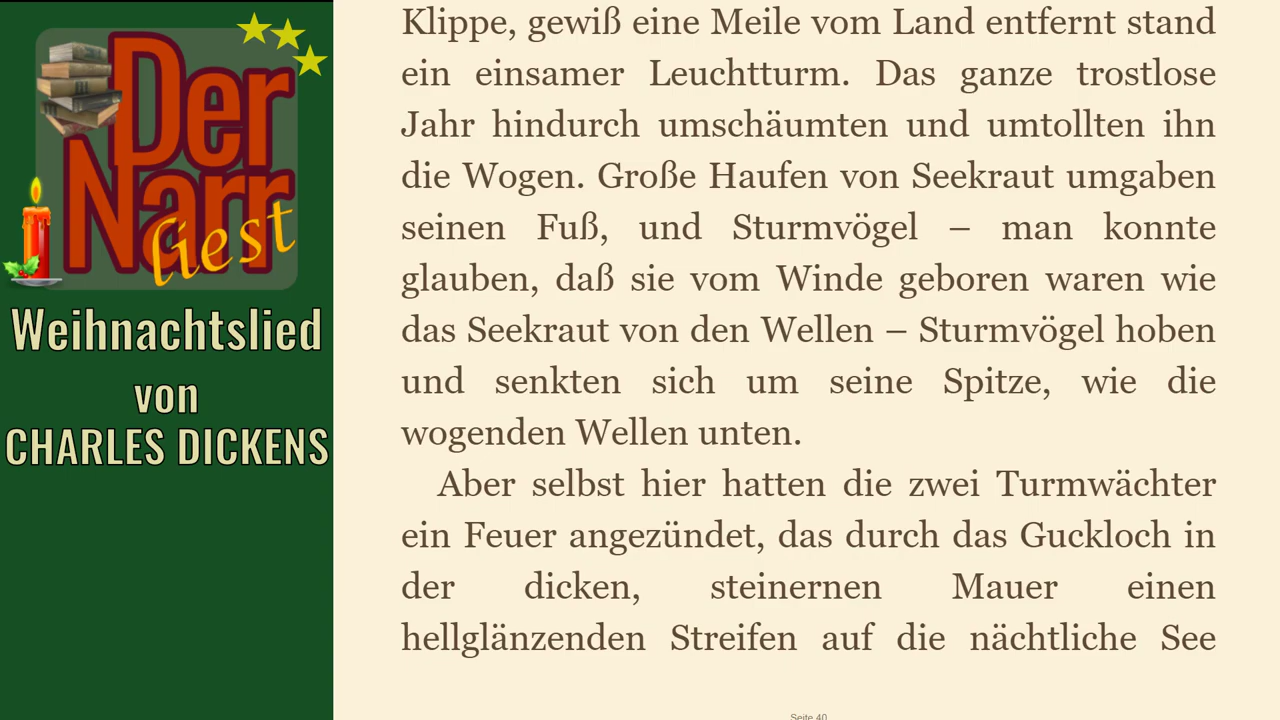 Der
Narr
liest
Weihnachtslied
von
CHARLES DICKENS
Klippe, gewiß eine Meile vom Land entfernt stand
ein einsamer Leuchtturm. Das ganze trostlose
Jahr hindurch umschäumten und umtollten ihn
die Wogen. Große Haufen von Seekraut umgaben
seinen Fuß, und Sturmvögel – man konnte
glauben, daß sie vom Winde geboren waren wie
das Seekraut von den Wellen – Sturmvögel hoben
und senkten sich um seine Spitze, wie die
wogenden Wellen unten.
Aber selbst hier hatten die zwei Turmwächter
ein Feuer angezündet, das durch das Guckloch in
der dicken, steinernen Mauer einen
hellglänzenden Streifen auf die nächtliche See
Seite 40